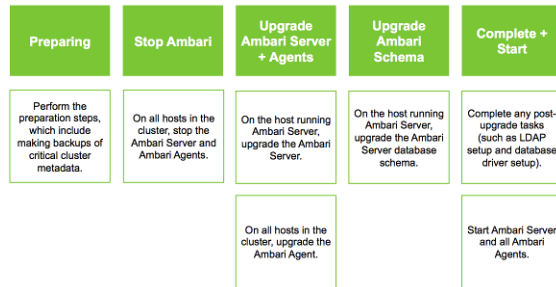 Preparing
Stop Ambari
Upgrade
Ambari Server
+ Agents
Upgrade
Ambari
Schema
Complete +
Start
Perform the
preparation steps,
which include
making backups of
critical cluster
metadata.
On all hosts in the
cluster, stop the
Ambari Server and
Ambari Agents.
On the host running
Ambari Server,
upgrade the Ambari
Server.
On the host running
Ambari Server,
upgrade the Ambari
Server database
schema.
Complete any post-
upgrade tasks
(such as LDAP
setup and database
driver setup).
On all hosts in the
cluster, upgrade the
Ambari Agent.
Start Ambari Server
and all Ambari
Agents.